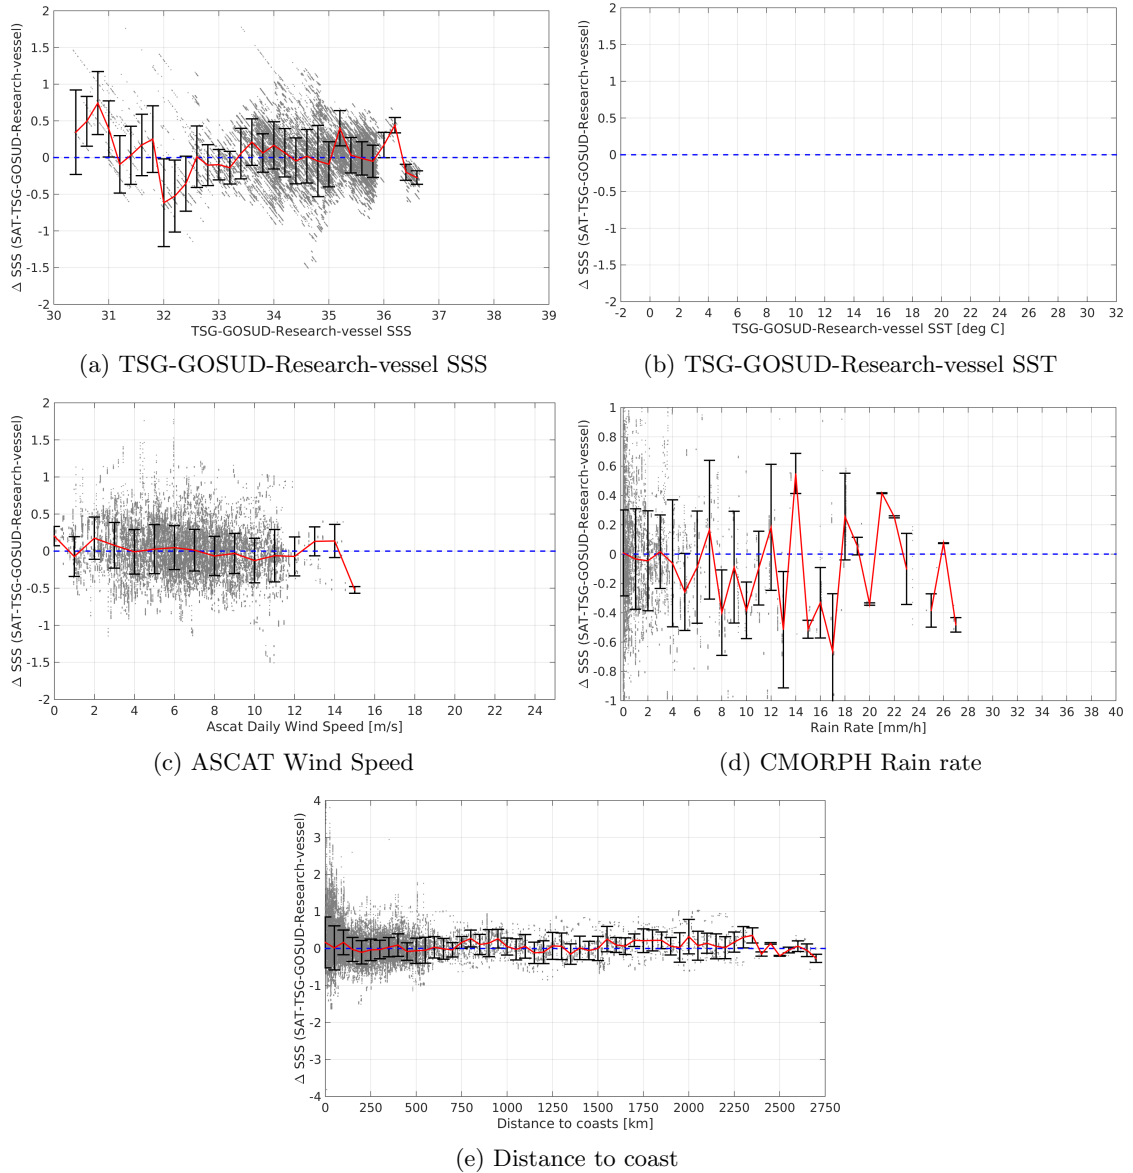 2
1.5
1
0.5
0
-0.5
-1
-1.5
-2
Δ SSS (SAT-TSG-GOSUD-Research-vessel)
30 31 32 33 34 35 36 37 38 39
TSG-GOSUD-Research-vessel SSS
(a) TSG-GOSUD-Research-vessel SSS
2
1.5
1
0.5
0
-0.5
-1
-1.5
-2
Δ SSS (SAT-TSG-GOSUD-Research-vessel)
-2 0 2 4 6 8 10 12 14 16 18 20 22 24 26 28 30 32
TSG-GOSUD-Research-vessel SST [deg C]
(b) TSG-GOSUD-Research-vessel SST
2
1.5
1
0.5
0
-0.5
-1
-1.5
-2
Δ SSS (SAT-TSG-GOSUD-Research-vessel)
0 2 4 6 8 10 12 14 16 18 20 22 24
Ascat Daily Wind Speed [m/s]
(c) ASCAT Wind Speed
1
0.8
0.6
0.4
0.2
0
-0.2
-0.4
-0.6
-0.8
-1
Δ SSS (SAT-TSG-GOSUD-Research-vessel)
0 2 4 6 8 10 12 14 16 18 20 22 24 26 28 30 32 34 36 38 40
Rain Rate [mm/h]
(d) CMORPH Rain rate
4
3
2
1
0
-1
-2
-3
-4
Δ SSS (SAT-TSG-GOSUD-Research-vessel)
0 250 500 750 1000 1250 1500 1750 2000 2250 2500 2750
Distance to coasts [km]
(e) Distance to coast